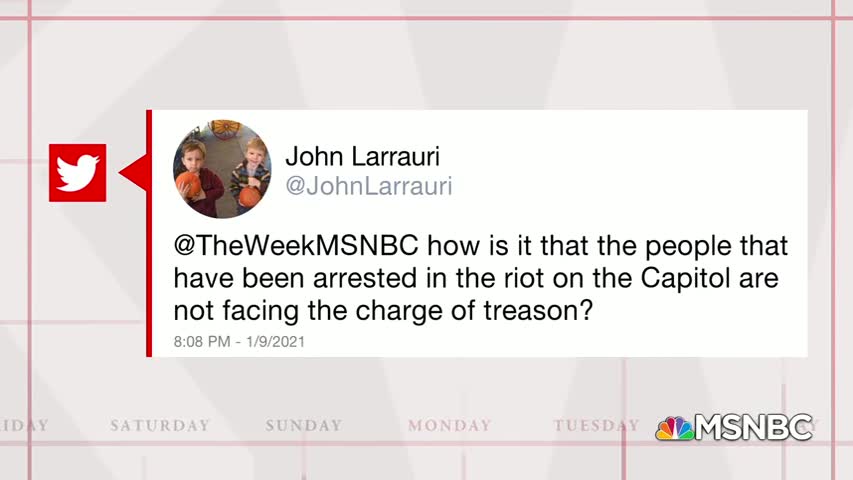 John Larrauri
@JohnLarrauri
@TheWeekMSNBC how is it that the people that
have been arrested in the riot on the Capitol are
not facing the charge of treason?
8:08 PM - 1/9/2021
IDAY SATURDAY SUNDAY MONDAY TUESDAY
MSNBC